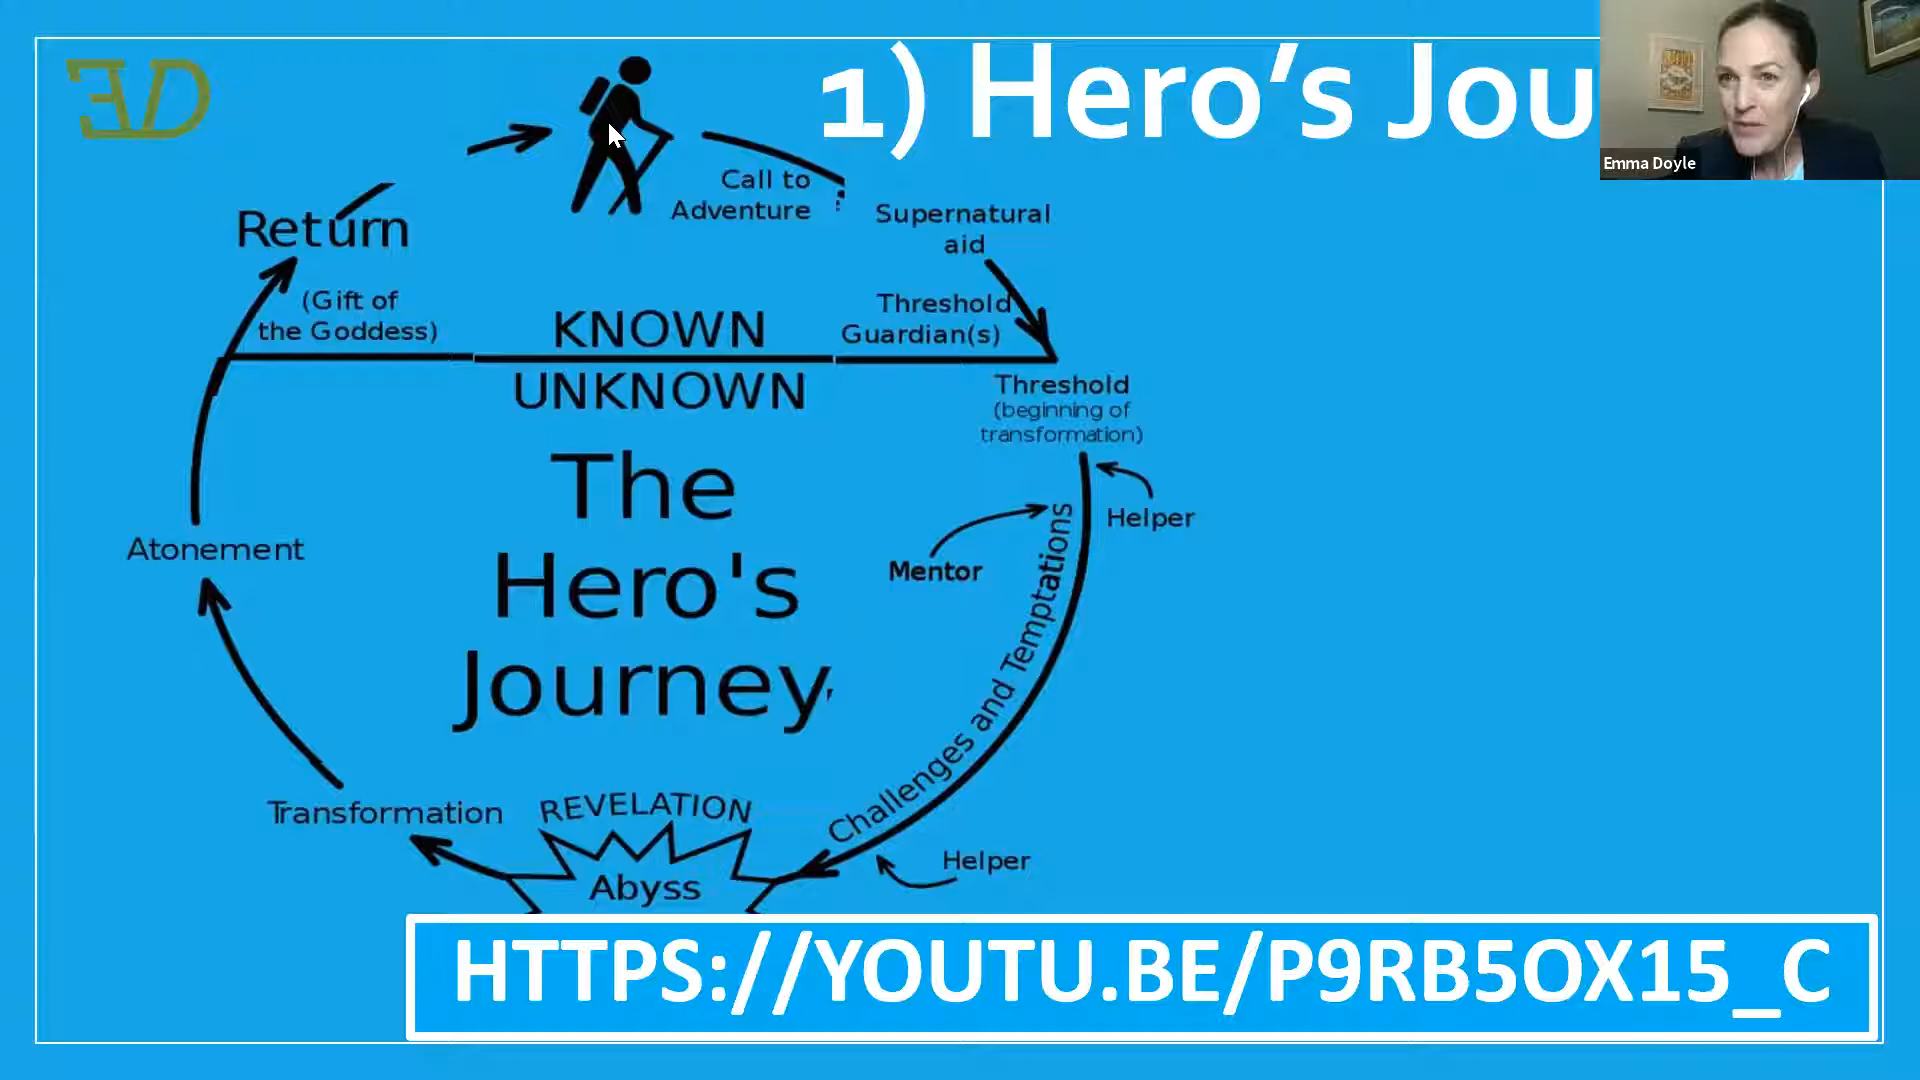 ED
1) Hero's Jou
Emma Doyle
Call to
Adventure
Supernatural
aid
Return
(Gift of
the Goddess)
KNOWN
Threshold
Guardian(s)
UNKNOWN
Threshold
(beginning of
transformation)
The
Hero's
Journey
Helper
Mentor
Challenges and Temptations
Atonement
Transformation
REVELATION
Abyss
Helper
HTTPS://YOUTU.BE/P9RB5OX15_C